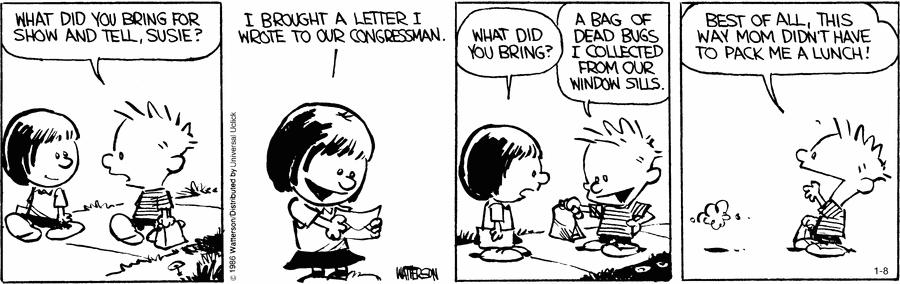 WHAT DID YOU BRING FOR
SHOW AND TELL, SUSIE?
I BROUGHT A LETTER I
WROTE TO OUR CONGRESSMAN.
© 1986 Watterson/Distributed by Universal Uclick
WATTERSON
WHAT DID
YOU BRING?
A BAG OF
DEAD BUGS
I COLLECTED
FROM OUR
WINDOW SILLS.
BEST OF ALL, THIS
WAY MOM DIDN'T HAVE
TO PACK ME A LUNCH!
1-8